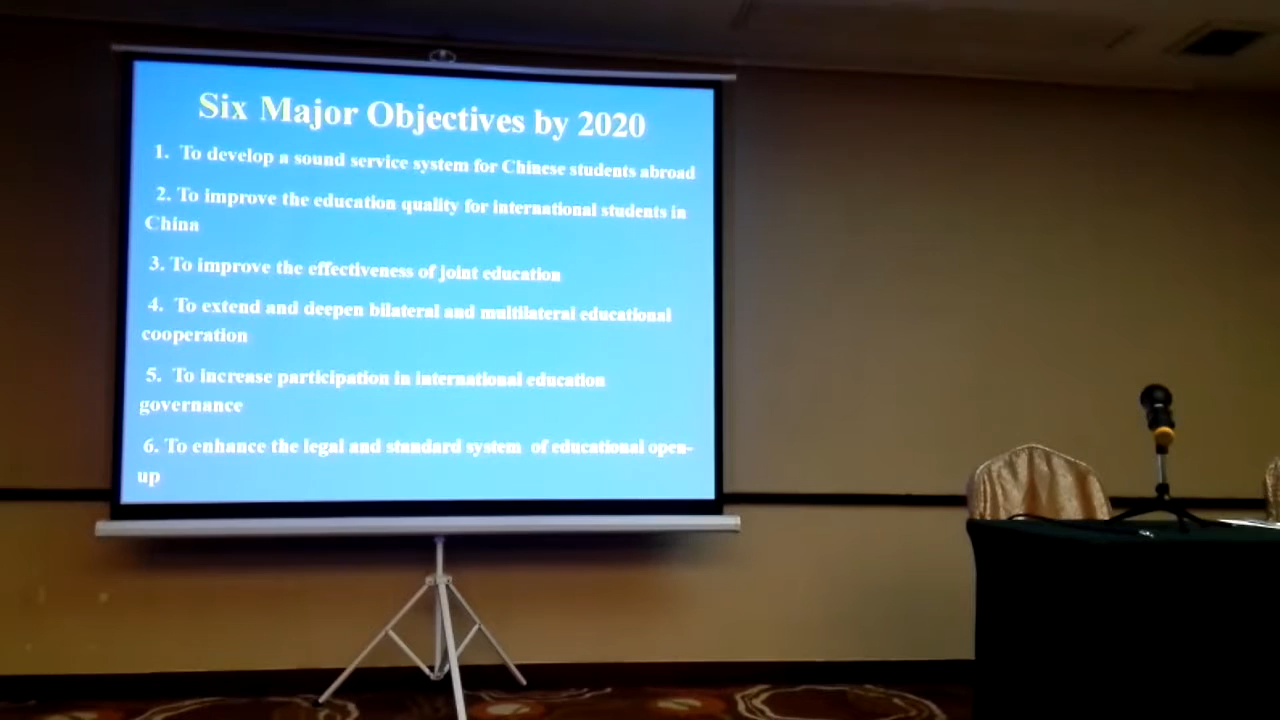 Six Major Objectives by 2020
1. To develop a sound service system for Chinese students abroad
2. To improve the education quality for international students in
China
3. To improve the effectiveness of joint education
4. To extend and deepen bilateral and multilateral educational
cooperation
5. To increase participation in international education
governance
6. To enhance the legal and standard system of educational open-
up